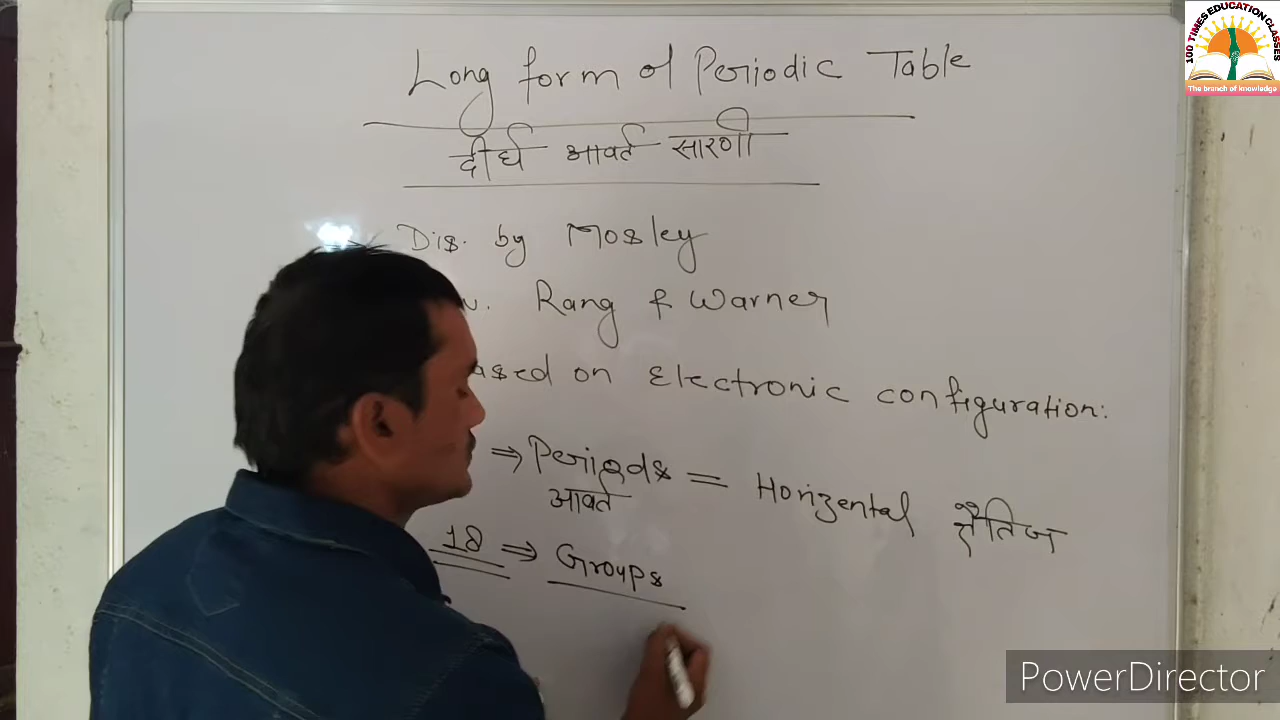 100 TIMES EDUCATION CLASSES
The branch of knowledge
Long form of Periodic Table
दीर्घ आवर्त सारणी
Dis. by Mosley
Rang & Warner
ased on Electronic configuration:
⇒ Periods = Horizental क्षैतिज
आवर्त
18 ⇒ Groups
PowerDirector